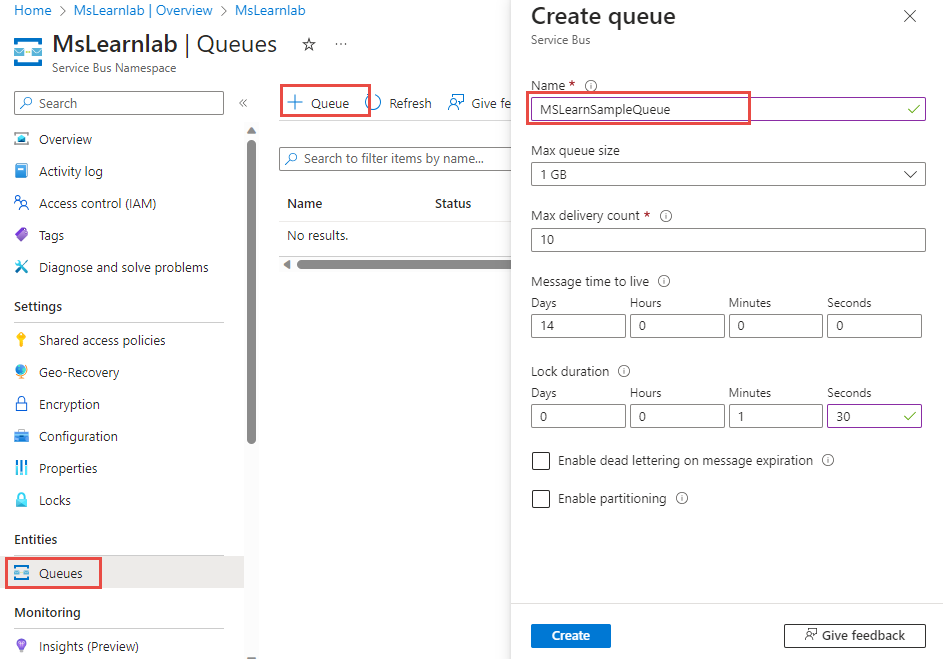 Home > MsLearnlab | Overview > MsLearnlab
MsLearnlab | Queues
Service Bus Namespace
Search
Overview
Activity log
Access control (IAM)
Tags
Diagnose and solve problems
Settings
Shared access policies
Geo-Recovery
Encryption
Configuration
Properties
Locks
Entities
Queues
Monitoring
Insights (Preview)
Queue Refresh Give fe
Search to filter items by name...
Name Status
No results.
Create queue
Service Bus
Name *
MSLearnSampleQueue
Max queue size
1 GB
Max delivery count *
10
Message time to live
Days Hours Minutes Seconds
14 0 0 0
Lock duration
Days Hours Minutes Seconds
0 0 1 30
Enable dead lettering on message expiration
Enable partitioning
Create Give feedback